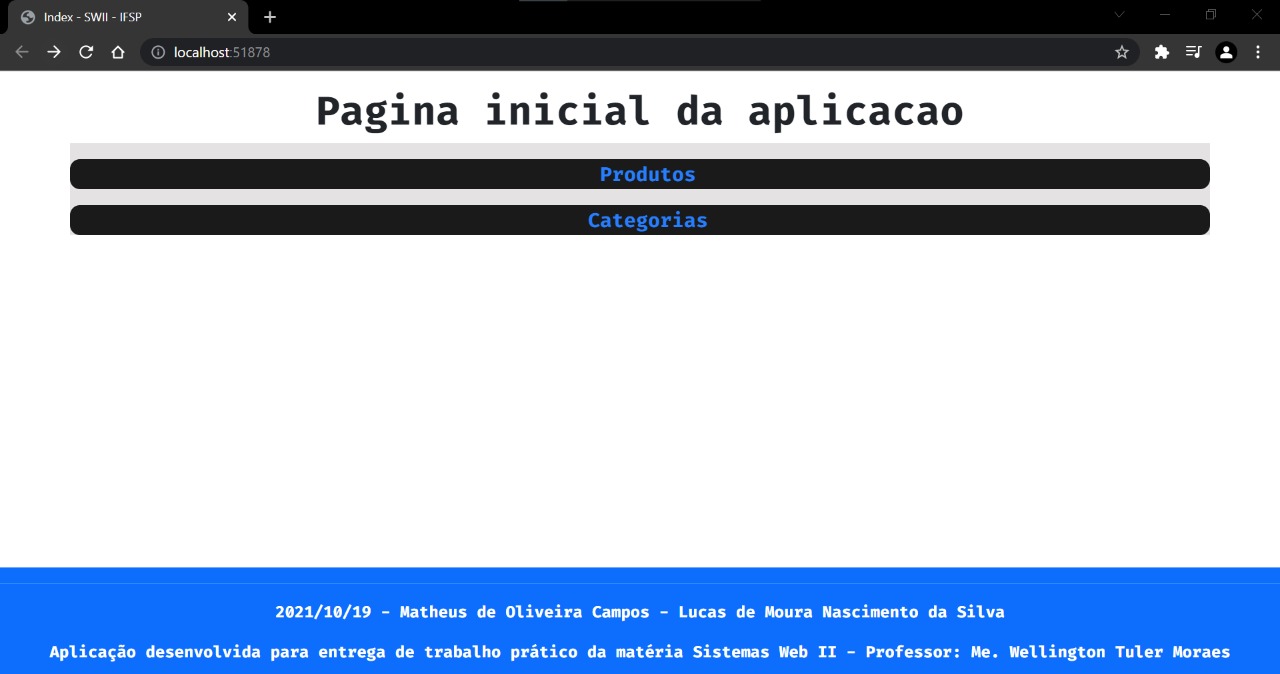 Index - SWII - IFSP
localhost:51878
Pagina inicial da aplicacao
Produtos
Categorias
2021/10/19 - Matheus de Oliveira Campos - Lucas de Moura Nascimento da Silva
Aplicação desenvolvida para entrega de trabalho prático da matéria Sistemas Web II - Professor: Me. Wellington Tuler Moraes